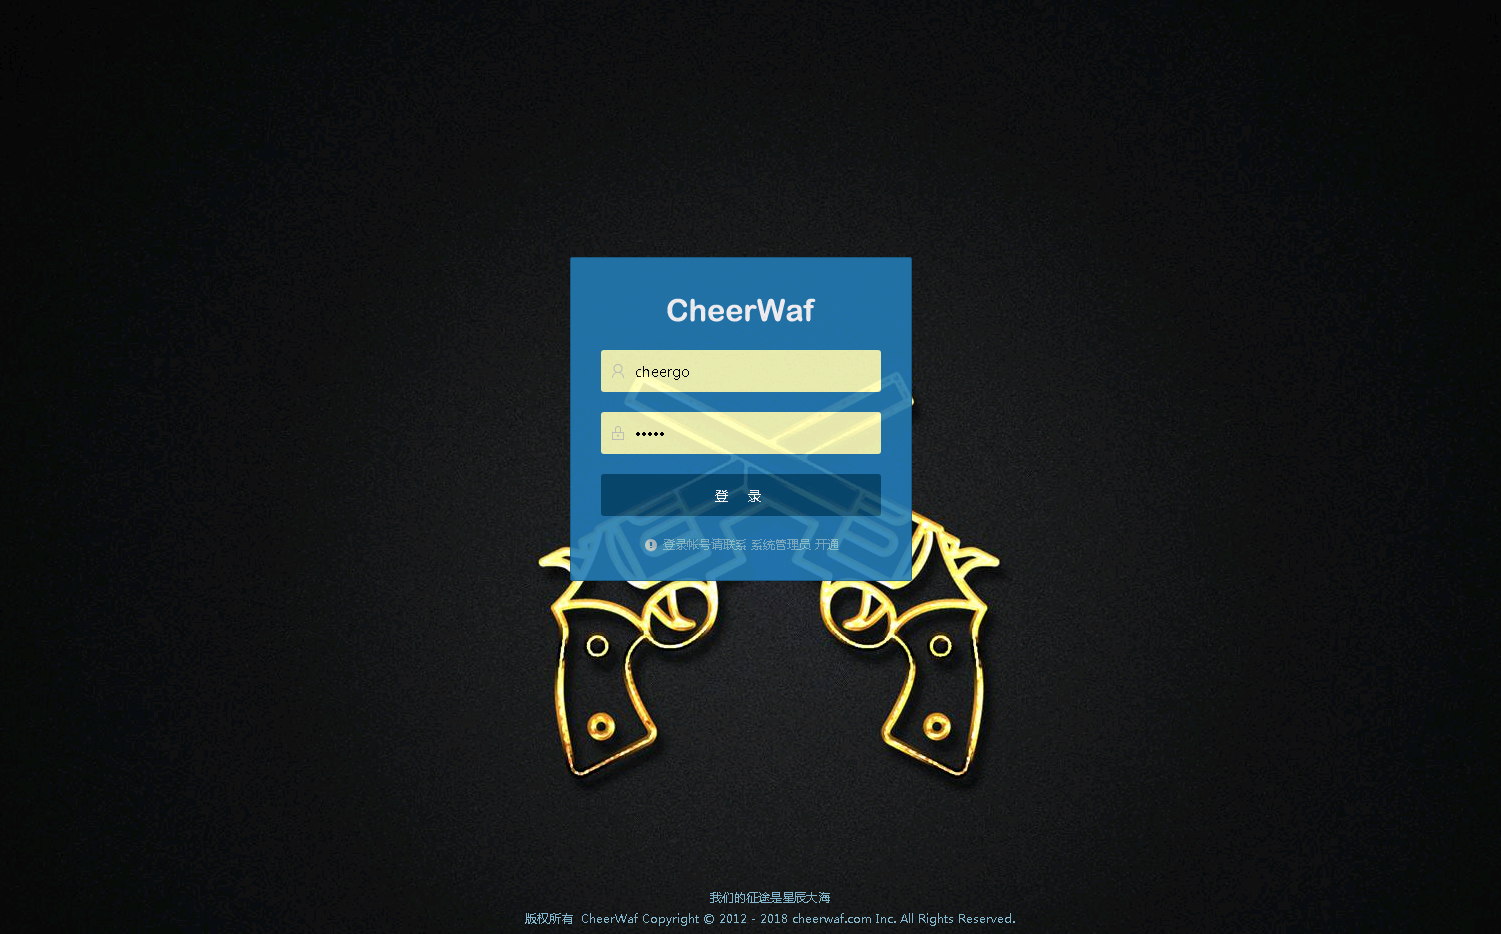 CheerWaf
cheergo
•••••
登 录
登录帐号请联系 系统管理员 开通
我们的征途是星辰大海
版权所有 CheerWaf Copyright © 2012 - 2018 cheerwaf.com Inc. All Rights Reserved.